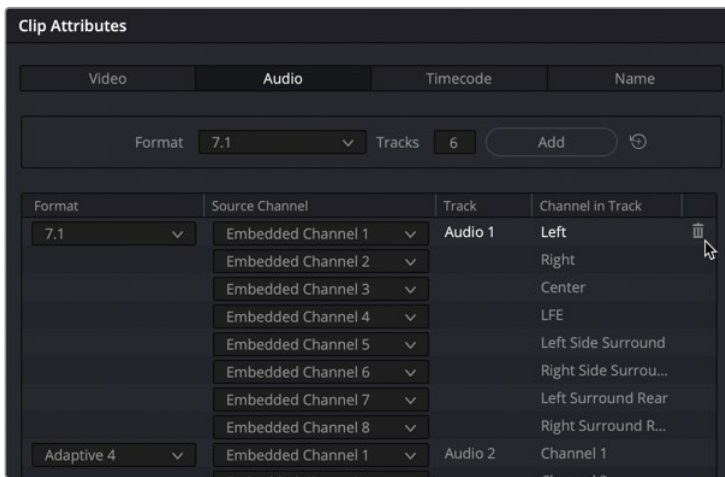 Clip Attributes
Video Audio Timecode Name
Format 7.1 Tracks 6 Add
Format Source Channel Track Channel in Track
7.1 Embedded Channel 1 Audio 1 Left
Embedded Channel 2 Right
Embedded Channel 3 Center
Embedded Channel 4 LFE
Embedded Channel 5 Left Side Surround
Embedded Channel 6 Right Side Surrou...
Embedded Channel 7 Left Surround Rear
Embedded Channel 8 Right Surround R...
Adaptive 4 Embedded Channel 1 Audio 2 Channel 1